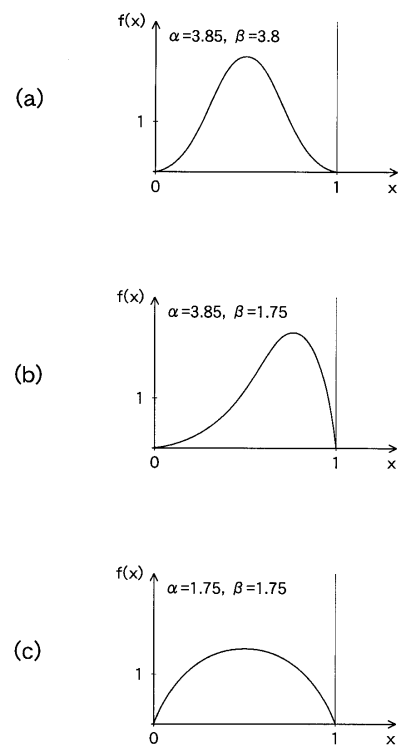 f(x)
α=3.85, β=3.8
(a)
1
0 1 x
f(x)
α=3.85, β=1.75
(b)
1
0 1 x
f(x)
α=1.75, β=1.75
(c)
1
0 1 x